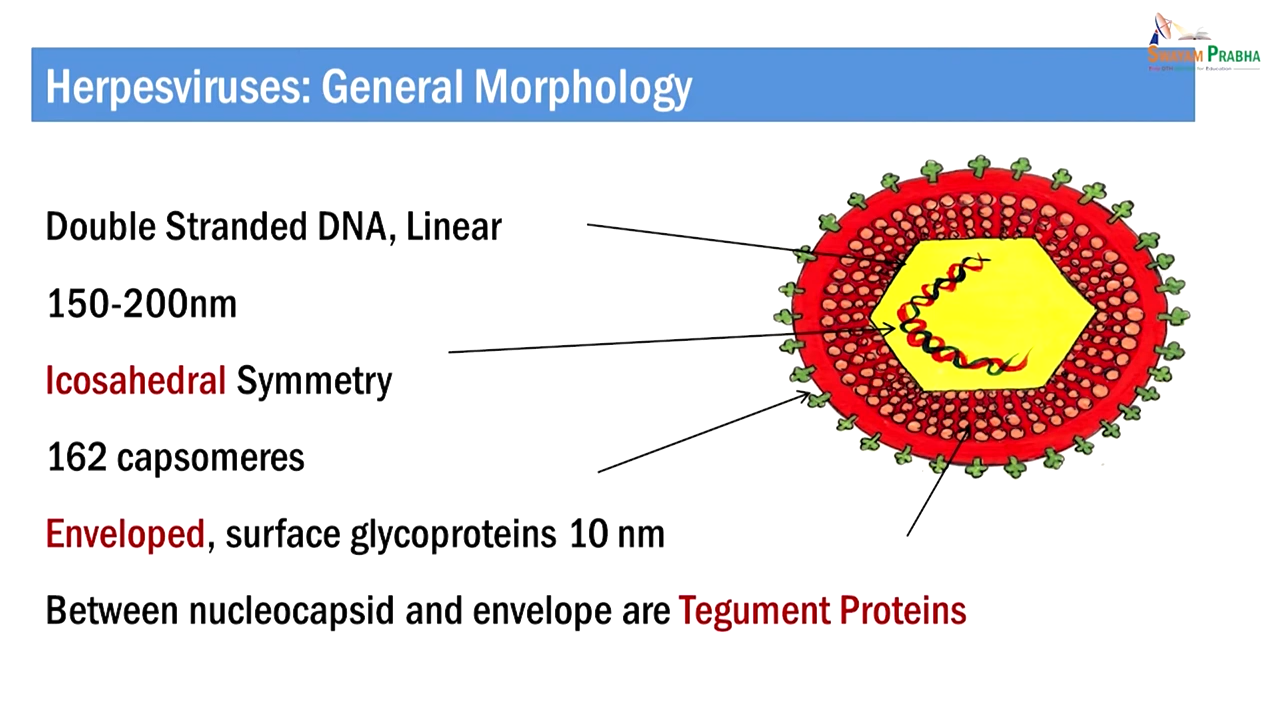 SWAYAM PRABHA
Herpesviruses: General Morphology
Double Stranded DNA, Linear
150-200nm
Icosahedral Symmetry
162 capsomeres
Enveloped, surface glycoproteins 10 nm
Between nucleocapsid and envelope are Tegument Proteins